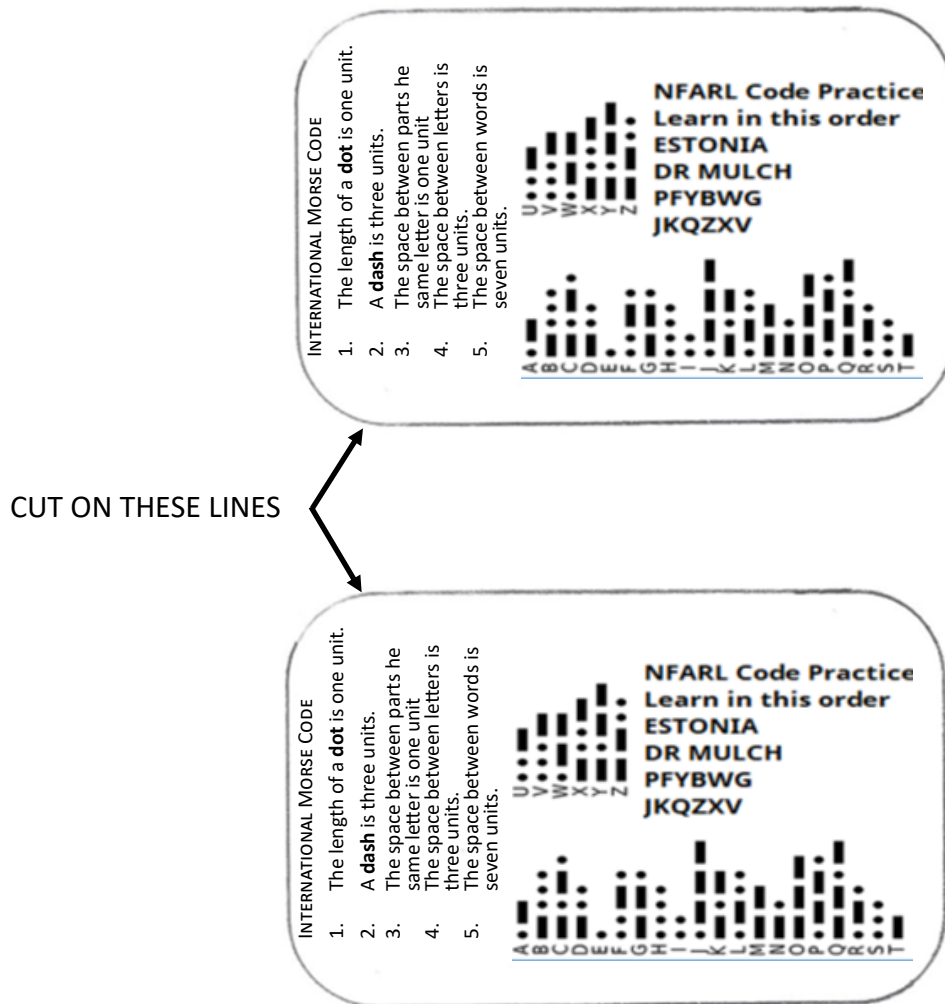 INTERNATIONAL MORSE CODE
1. The length of a dot is one unit.
2. A dash is three units.
3. The space between parts he
same letter is one unit
4. The space between letters is
three units.
5. The space between words is
seven units.
U
V
W
X
Y
Z
NFARL Code Practice
Learn in this order
ESTONIA
DR MULCH
PFYBWG
JKQZXV
A
B
C
D
E
F
G
H
I
J
K
L
M
N
O
P
Q
R
S
T
CUT ON THESE LINES
INTERNATIONAL MORSE CODE
1. The length of a dot is one unit.
2. A dash is three units.
3. The space between parts he
same letter is one unit
4. The space between letters is
three units.
5. The space between words is
seven units.
U
V
W
X
Y
Z
NFARL Code Practice
Learn in this order
ESTONIA
DR MULCH
PFYBWG
JKQZXV
A
B
C
D
E
F
G
H
I
J
K
L
M
N
O
P
Q
R
S
T